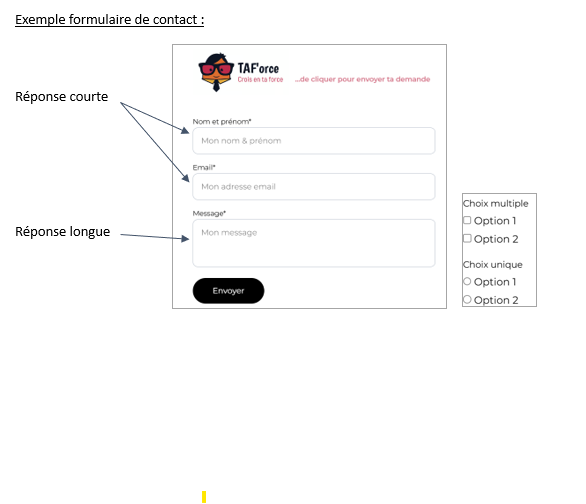 Exemple formulaire de contact :
TAF'orce
Crois en ta force
...de cliquer pour envoyer ta demande
Réponse courte
Nom et prénom*
Mon nom & prénom
Email*
Mon adresse email
Message*
Réponse longue
Mon message
Envoyer
Choix multiple
Option 1
Option 2
Choix unique
Option 1
Option 2